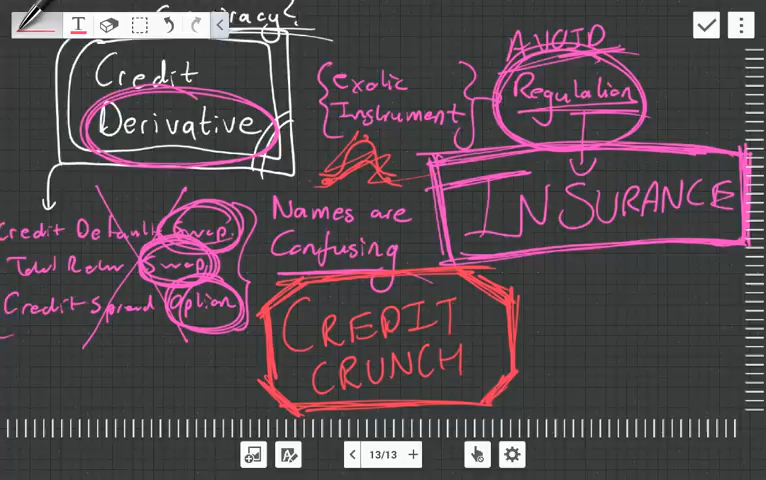 Conspiracy?
T
Credit
Derivative
{exotic
Instrument}
AVOID
Regulation
INSURANCE
Names are
Confusing
Credit Default Swap
Total Return Swap
Credit Spread Option
CREDIT
CRUNCH
A
13/13